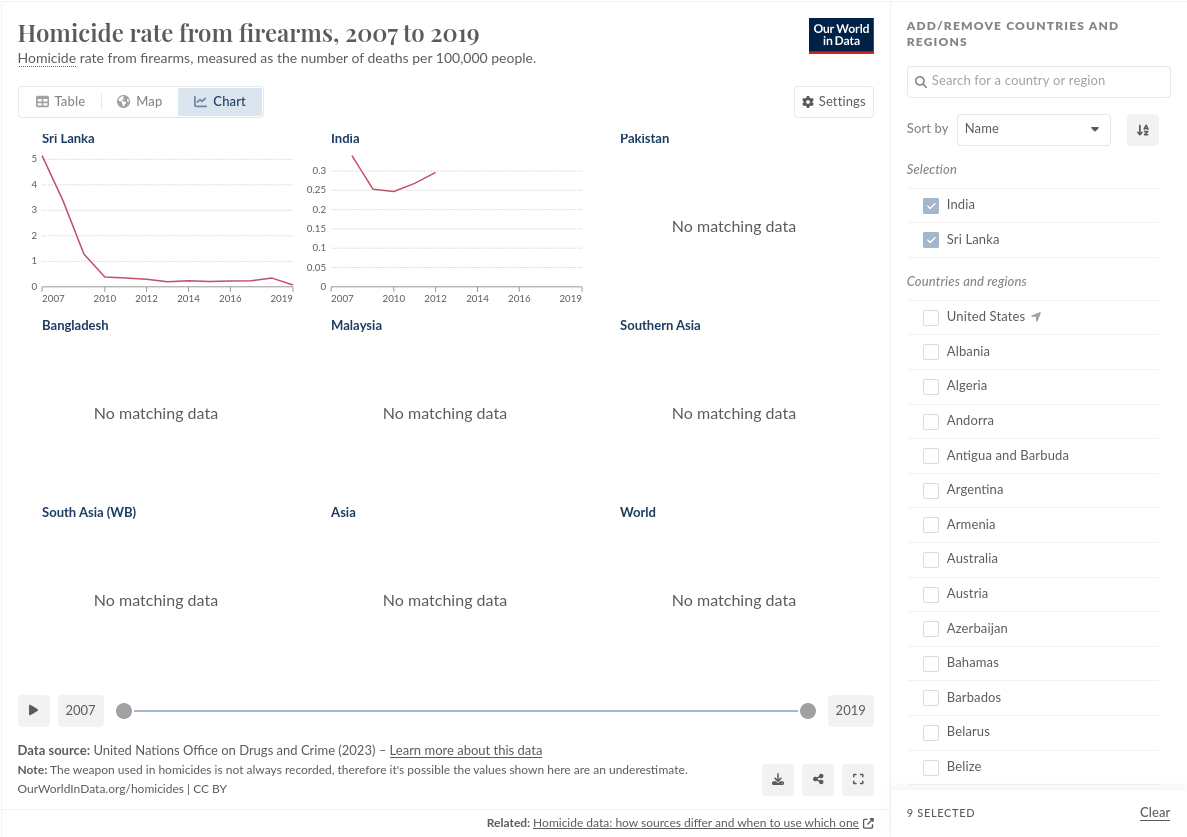 Homicide rate from firearms, 2007 to 2019
Homicide rate from firearms, measured as the number of deaths per 100,000 people.
Our World
in Data
Table
Map
Chart
Settings
Sri Lanka
5
4
3
2
1
0
2007
2010
2012
2014
2016
2019
India
0.3
0.25
0.2
0.15
0.1
0.05
0
2007
2010
2012
2014
2016
2019
Pakistan
No matching data
Bangladesh
No matching data
Malaysia
No matching data
Southern Asia
No matching data
South Asia (WB)
No matching data
Asia
No matching data
World
No matching data
2007
2019
Data source: United Nations Office on Drugs and Crime (2023) – Learn more about this data
Note: The weapon used in homicides is not always recorded, therefore it's possible the values shown here are an underestimate.
OurWorldInData.org/homicides | CC BY
Related: Homicide data: how sources differ and when to use which one
ADD/REMOVE COUNTRIES AND
REGIONS
Search for a country or region
Sort by
Name
Selection
India
Sri Lanka
Countries and regions
United States
Albania
Algeria
Andorra
Antigua and Barbuda
Argentina
Armenia
Australia
Austria
Azerbaijan
Bahamas
Barbados
Belarus
Belize
9 SELECTED
Clear